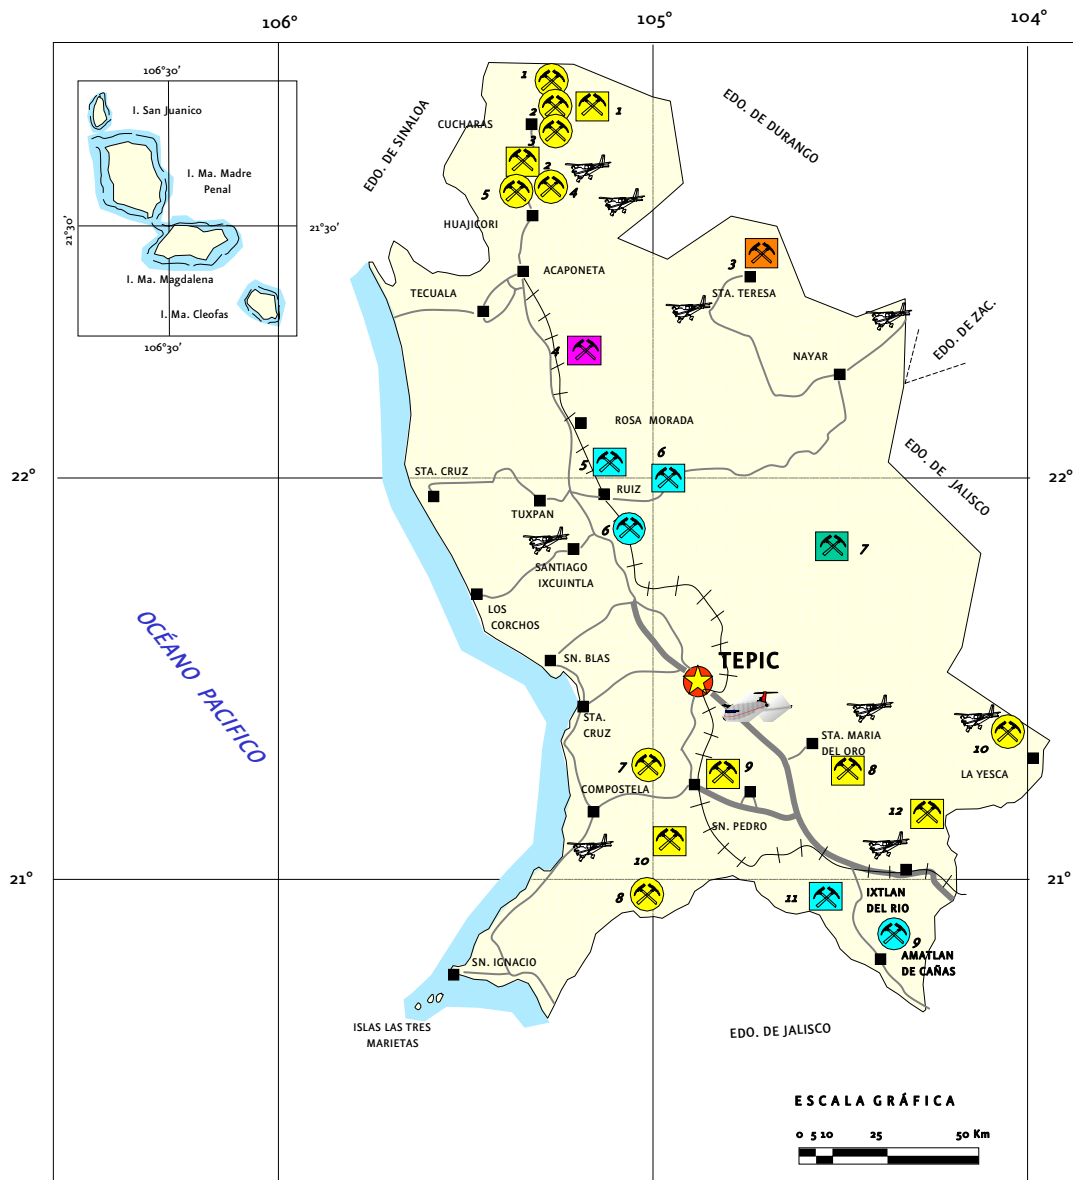 106° 105° 104°
106°30'
I. San Juanico
I. Ma. Madre
Penal
21°30' 21°30'
I. Ma. Magdalena
I. Ma. Cleofas
106°30'
EDO. DE SINALOA
EDO. DE DURANGO
1
2 1
CUCHARAS
3
2
5 4
HUAJICORI
ACAPONETA
3
STA. TERESA
TECUALA
EDO. DE ZAC.
4
NAYAR
ROSA MORADA
EDO. DE JALISCO
6
5
STA. CRUZ
22° 22°
RUIZ
TUXPAN
6
7
SANTIAGO
IXCUINTLA
LOS
CORCHOS
OCÉANO PACIFICO
SN. BLAS
TEPIC
STA.
CRUZ
STA. MARIA
DEL ORO
10
7
9
8
LA YESCA
COMPOSTELA
12
SN. PEDRO
10
21° 21°
8
11
IXTLAN
DEL RIO
9
AMATLAN
DE CAÑAS
SN. IGNACIO
ISLAS LAS TRES
MARIETAS
EDO. DE JALISCO
ESCALA GRÁFICA
0 5 10 25 50 Km